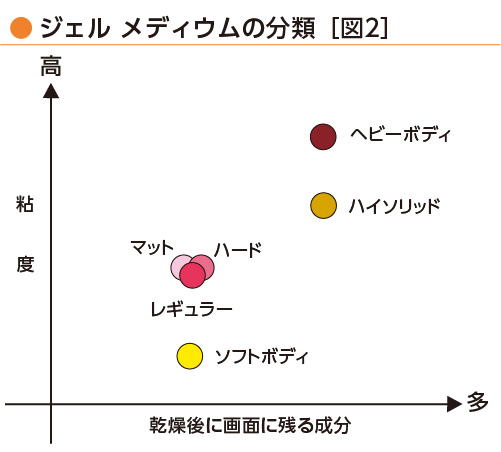 ジェル メディウムの分類［図2］
高
粘度
ヘビーボディ
ハイソリッド
マット
ハード
レギュラー
ソフトボディ
多
乾燥後に画面に残る成分